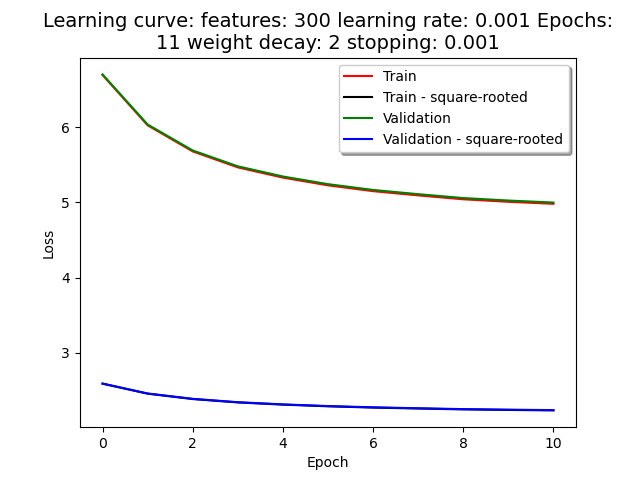 Learning curve: features: 300 learning rate: 0.001 Epochs:
11 weight decay: 2 stopping: 0.001
Train
Train - square-rooted
Validation
Validation - square-rooted
6
5
4
3
Loss
0 2 4 6 8 10
Epoch